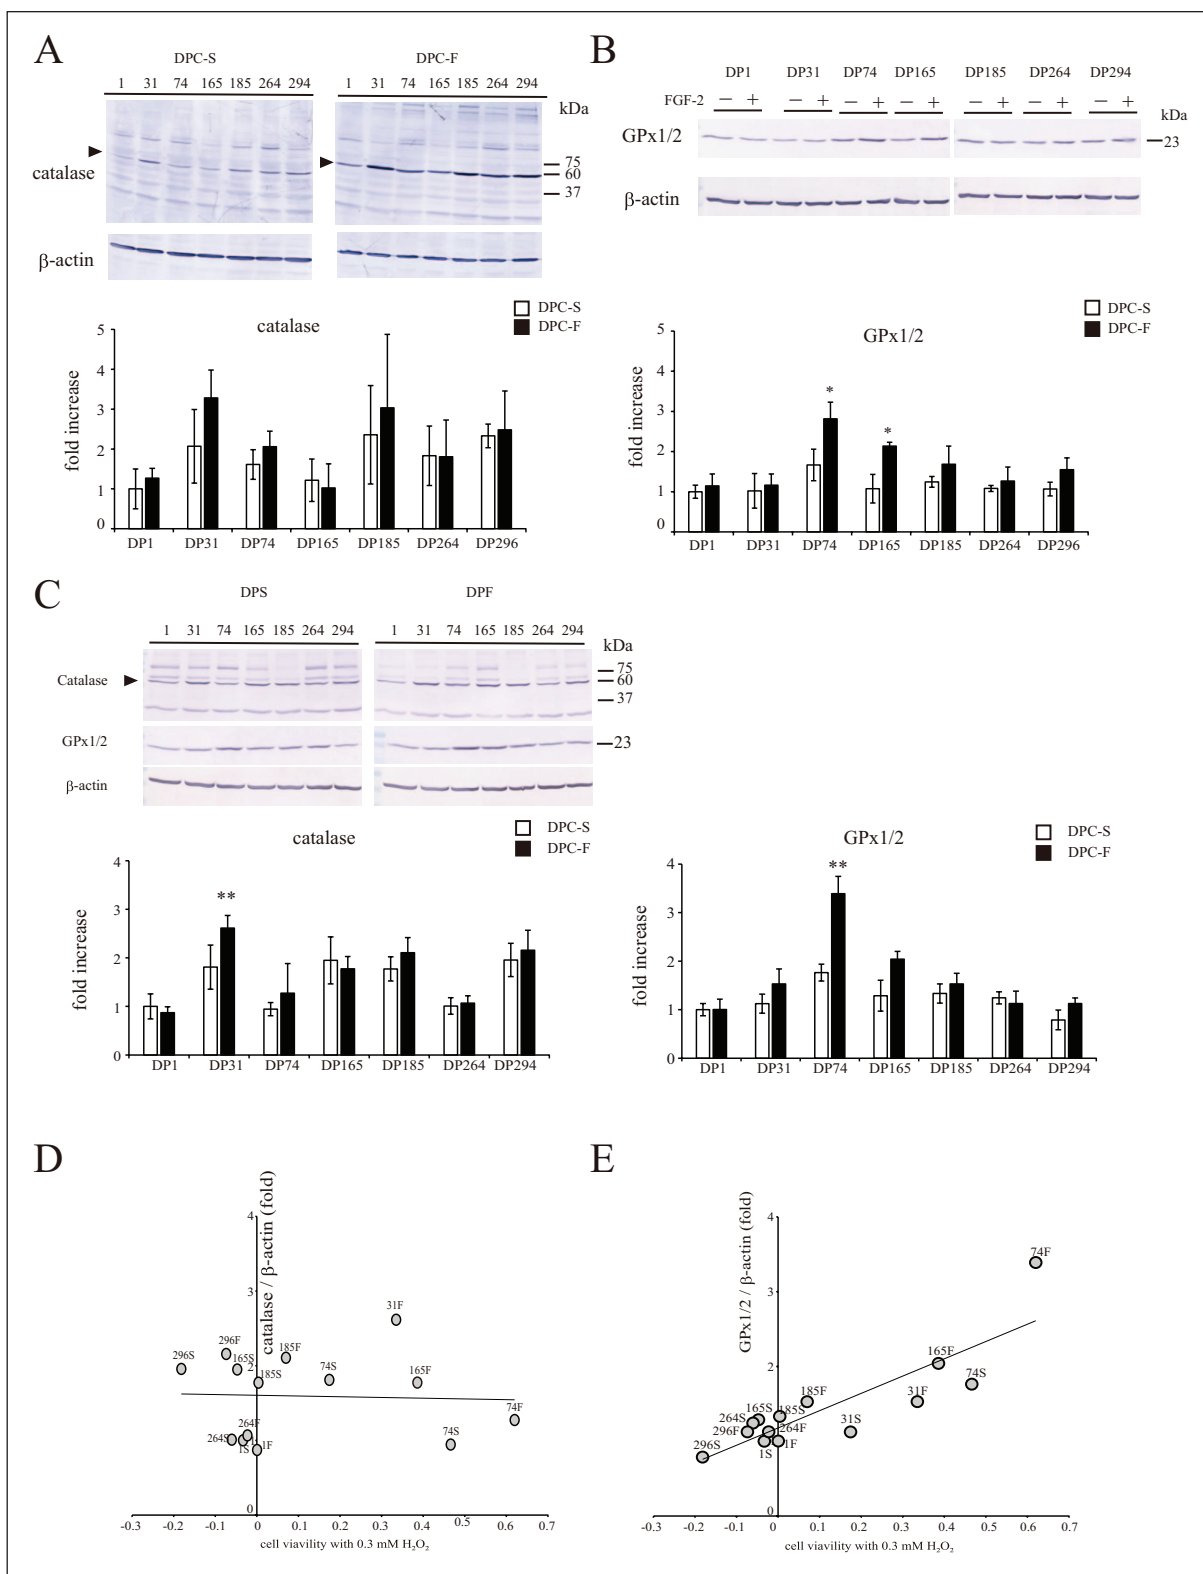 A
DPC-S
DPC-F
1 31 74 165 185 264 294
1 31 74 165 185 264 294
kDa
catalase
75
60
37
β-actin
DPC-S
DPC-F
catalase
fold increase
5
4
3
2
1
0
DP1 DP31 DP74 DP165 DP185 DP264 DP296
B
DP1 DP31 DP74 DP165 DP185 DP264 DP294
FGF-2 − + − + − + − + − + − + − +
kDa
GPx1/2
23
β-actin
DPC-S
DPC-F
GPx1/2
fold increase
5
4
3
2
1
0
* *
DP1 DP31 DP74 DP165 DP185 DP264 DP296
C
DPS
DPF
1 31 74 165 185 264 294
1 31 74 165 185 264 294
kDa
Catalase
75
60
37
GPx1/2
23
β-actin
DPC-S
DPC-F
catalase
fold increase
4
3
2
1
0
**
DP1 DP31 DP74 DP165 DP185 DP264 DP294
DPC-S
DPC-F
GPx1/2
fold increase
4
3
2
1
0
**
DP1 DP31 DP74 DP165 DP185 DP264 DP294
D
catalase / β-actin (fold)
4
3
2
1
0
31F
296S
296F
165S
185F
185S
74S
165F
74F
264F
264S
1S
1F
74S
-0.3 -0.2 -0.1 0 0.1 0.2 0.3 0.4 0.5 0.6 0.7
cell viavility with 0.3 mM H₂O₂
E
GPx1/2 / β-actin (fold)
4
3
2
1
0
74F
165F
74S
185F
31F
165S
264S
185S
296F
264F
31S
296S
1S
1F
-0.3 -0.2 -0.1 0 0.1 0.2 0.3 0.4 0.5 0.6 0.7
cell viavility with 0.3 mM H₂O₂